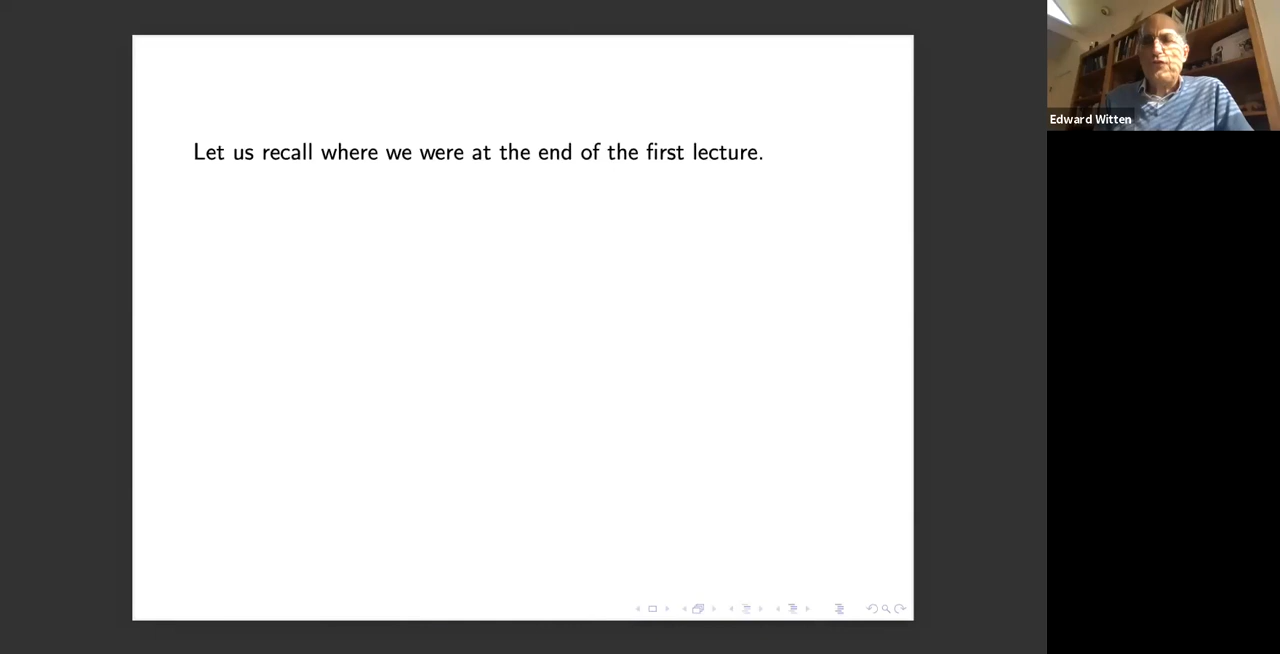 Let us recall where we were at the end of the first lecture.
Edward Witten